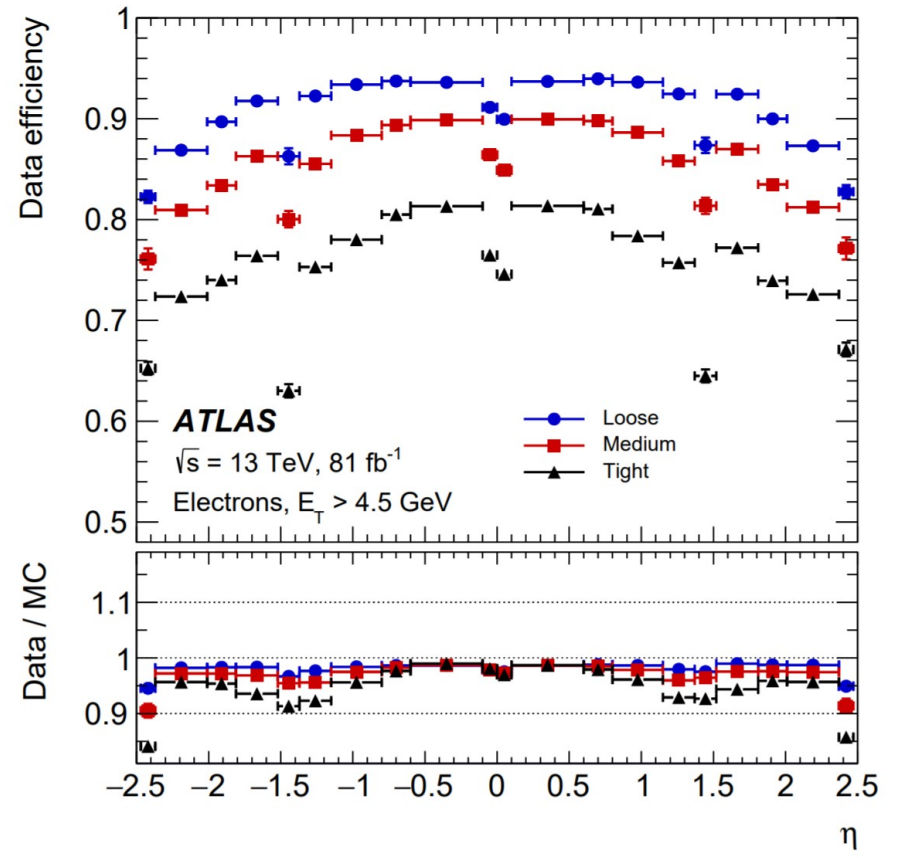 Data efficiency
1
0.9
0.8
0.7
0.6
0.5
ATLAS
√s = 13 TeV, 81 fb⁻¹
Electrons, E_T > 4.5 GeV
Loose
Medium
Tight
Data / MC
1.1
1
0.9
−2.5 −2 −1.5 −1 −0.5 0 0.5 1 1.5 2 2.5
η